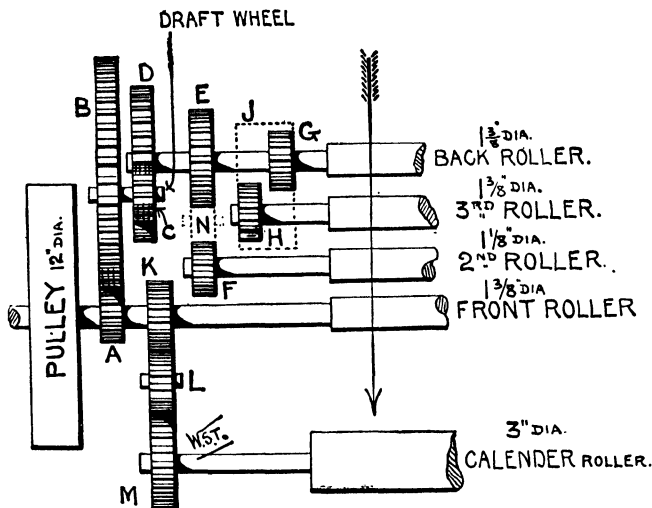 DRAFT WHEEL
D
B
E
J
G
1 3/8" DIA.
BACK ROLLER.
1 3/8" DIA.
3RD ROLLER.
C
N
H
1 1/8" DIA.
2ND ROLLER.
K
F
1 3/8" DIA
FRONT ROLLER
PULLEY 12" DIA.
A
L
W.S.T.
3" DIA.
CALENDER ROLLER.
M